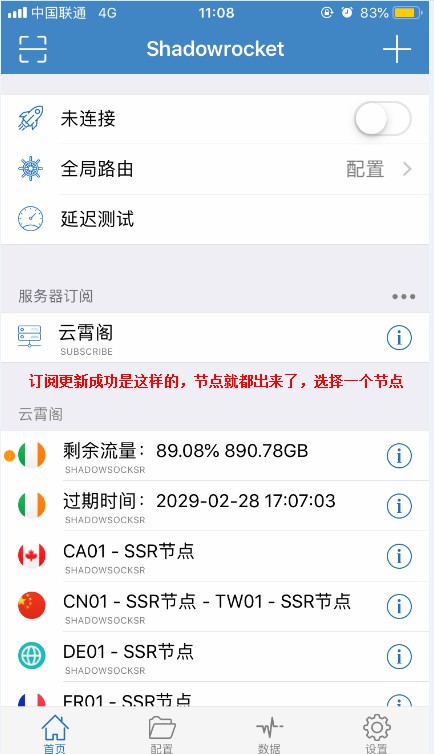 中国联通 4G 11:08 83%
Shadowrocket
未连接
全局路由 配置
延迟测试
服务器订阅
云霄阁
SUBSCRIBE
订阅更新成功是这样的，节点就都出来了，选择一个节点
云霄阁
剩余流量：89.08% 890.78GB
SHADOWSOCKSR
过期时间：2029-02-28 17:07:03
SHADOWSOCKSR
CA01 - SSR节点
SHADOWSOCKSR
CN01 - SSR节点 - TW01 - SSR节点
SHADOWSOCKSR
DE01 - SSR节点
SHADOWSOCKSR
FR01 - SSR节点
首页 配置 数据 设置